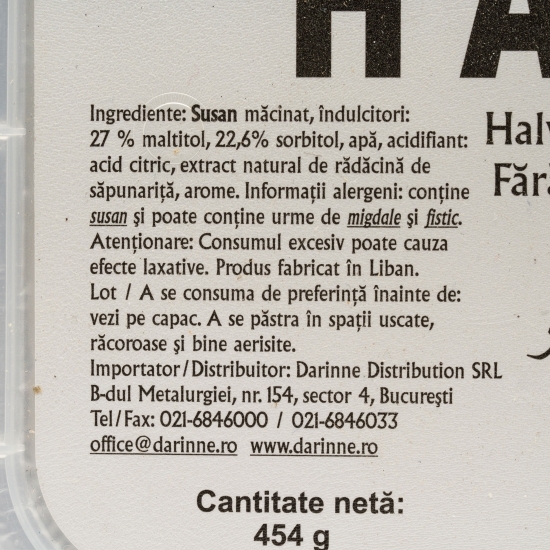 HA
Ingrediente: Susan măcinat, îndulcitori:
27 % maltitol, 22,6% sorbitol, apă, acidifiant:
acid citric, extract natural de rădăcină de
săpunariță, arome. Informații alergeni: conține
susan și poate conține urme de migdale și fistic.
Atenționare: Consumul excesiv poate cauza
efecte laxative. Produs fabricat în Liban.
Lot / A se consuma de preferință înainte de:
vezi pe capac. A se păstra în spații uscate,
răcoroase și bine aerisite.
Importator/Distribuitor: Darinne Distribution SRL
B-dul Metalurgiei, nr. 154, sector 4, București
Tel/Fax: 021-6846000 / 021-6846033
office@darinne.ro www.darinne.ro
Halv
Fără
Cantitate netă:
454 g